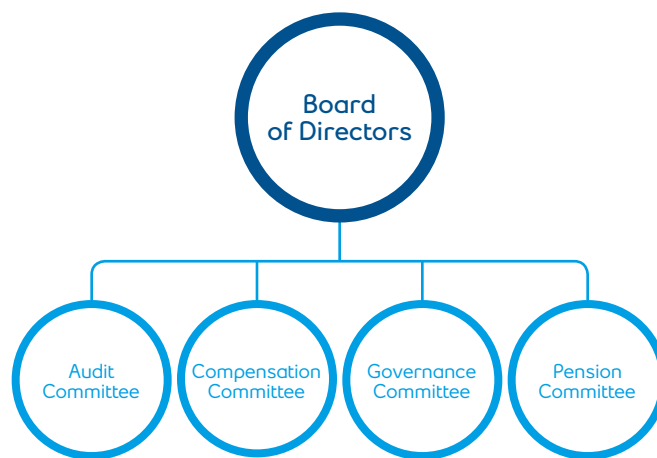 Board
of Directors
Audit
Committee
Compensation
Committee
Governance
Committee
Pension
Committee